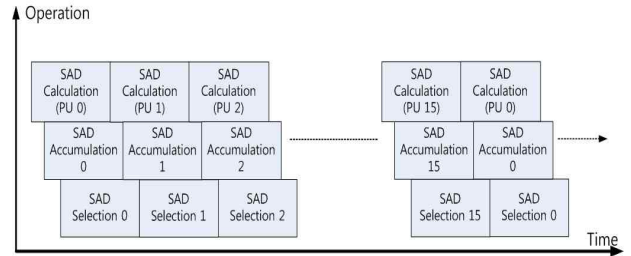 Operation
SAD
Calculation
(PU 0)
SAD
Calculation
(PU 1)
SAD
Calculation
(PU 2)
SAD
Calculation
(PU 15)
SAD
Calculation
(PU 0)
SAD
Accumulation
0
SAD
Accumulation
1
SAD
Accumulation
2
SAD
Accumulation
15
SAD
Accumulation
0
SAD
Selection 0
SAD
Selection 1
SAD
Selection 2
SAD
Selection 15
SAD
Selection 0
Time